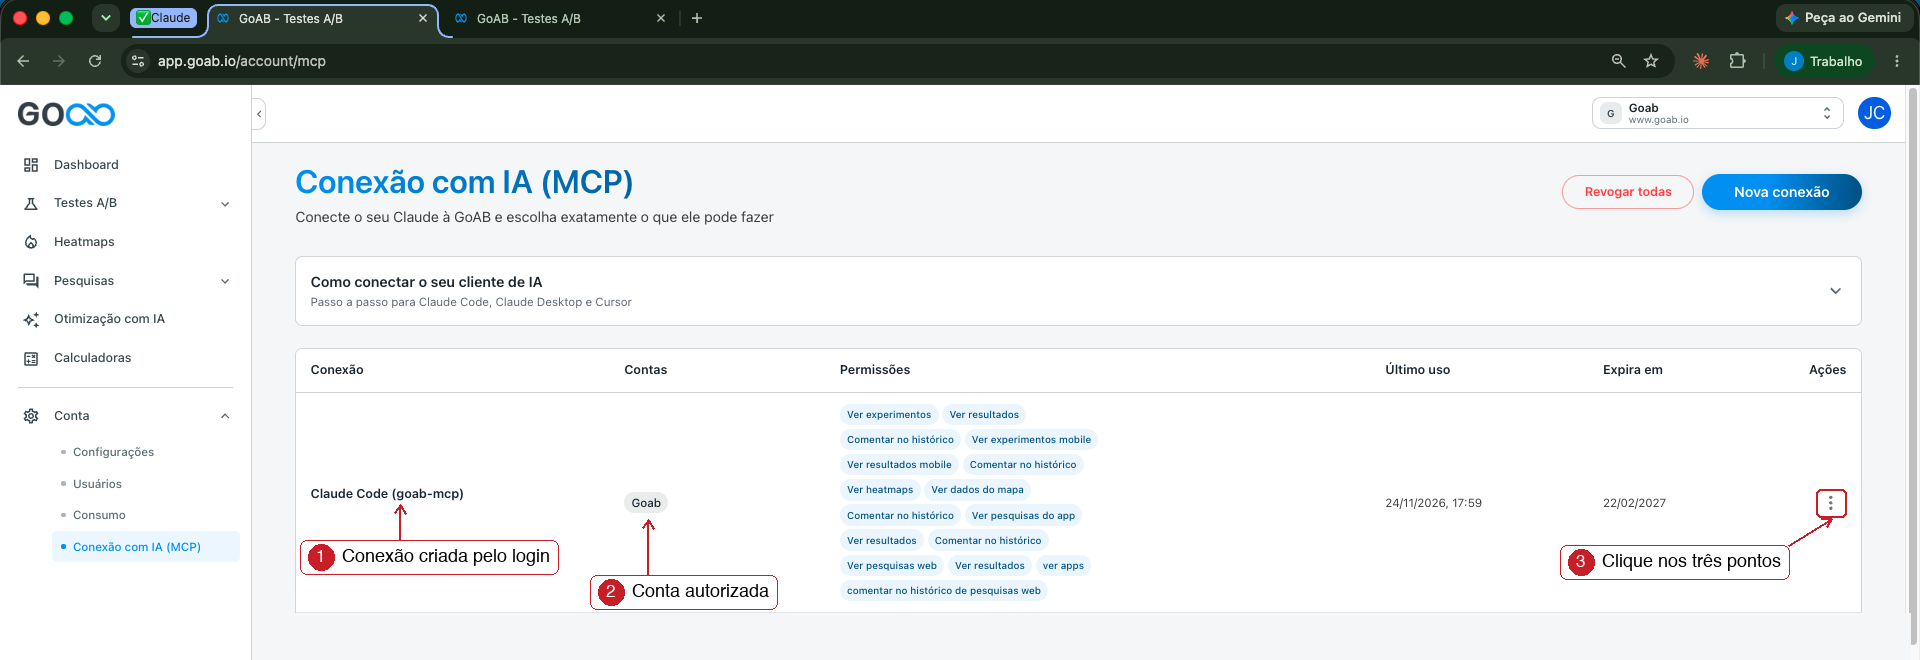 Claude
GoAB - Testes A/B
GoAB - Testes A/B
Peça ao Gemini
app.goab.io/account/mcp
J
Trabalho
GO
G
Goab
www.goab.io
JC
Dashboard
Testes A/B
Heatmaps
Pesquisas
Otimização com IA
Calculadoras
Conta
Configurações
Usuários
Consumo
Conexão com IA (MCP)
Conexão com IA (MCP)
Conecte o seu Claude à GoAB e escolha exatamente o que ele pode fazer
Revogar todas
Nova conexão
Como conectar o seu cliente de IA
Passo a passo para Claude Code, Claude Desktop e Cursor
Conexão Contas Permissões Último uso Expira em Ações
Claude Code (goab-mcp)
Goab
Ver experimentos Ver resultados
Comentar no histórico Ver experimentos mobile
Ver resultados mobile Comentar no histórico
Ver heatmaps Ver dados do mapa
Comentar no histórico Ver pesquisas do app
Ver resultados Comentar no histórico
Ver pesquisas web Ver resultados ver apps
comentar no histórico de pesquisas web
24/11/2026, 17:59
22/02/2027
1 Conexão criada pelo login
2 Conta autorizada
3 Clique nos três pontos